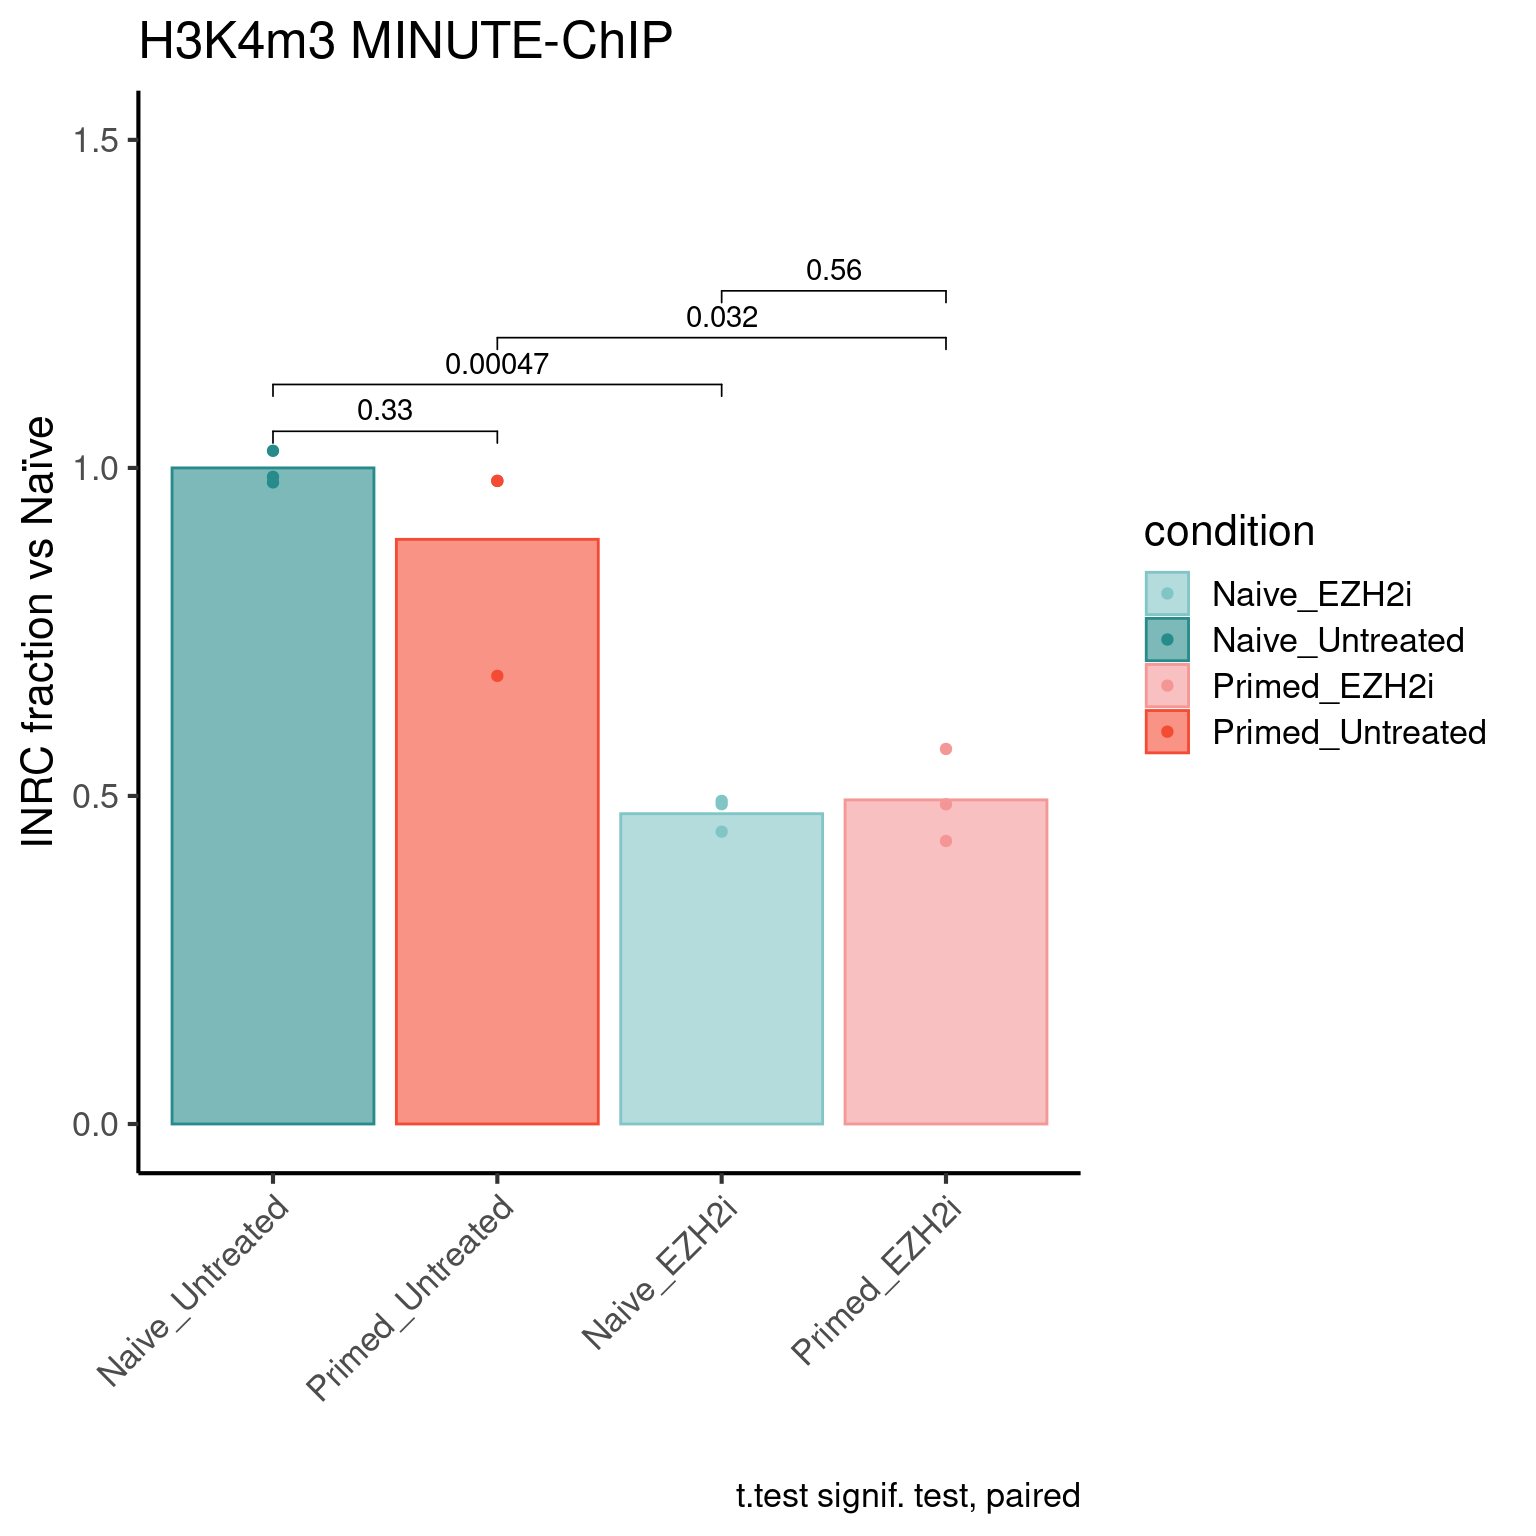 H3K4m3 MINUTE-ChIP
INRC fraction vs Naïve
1.5
1.0
0.5
0.0
0.56
0.032
0.00047
0.33
Naive_Untreated
Primed_Untreated
Naive_EZH2i
Primed_EZH2i
condition
Naive_EZH2i
Naive_Untreated
Primed_EZH2i
Primed_Untreated
t.test signif. test, paired